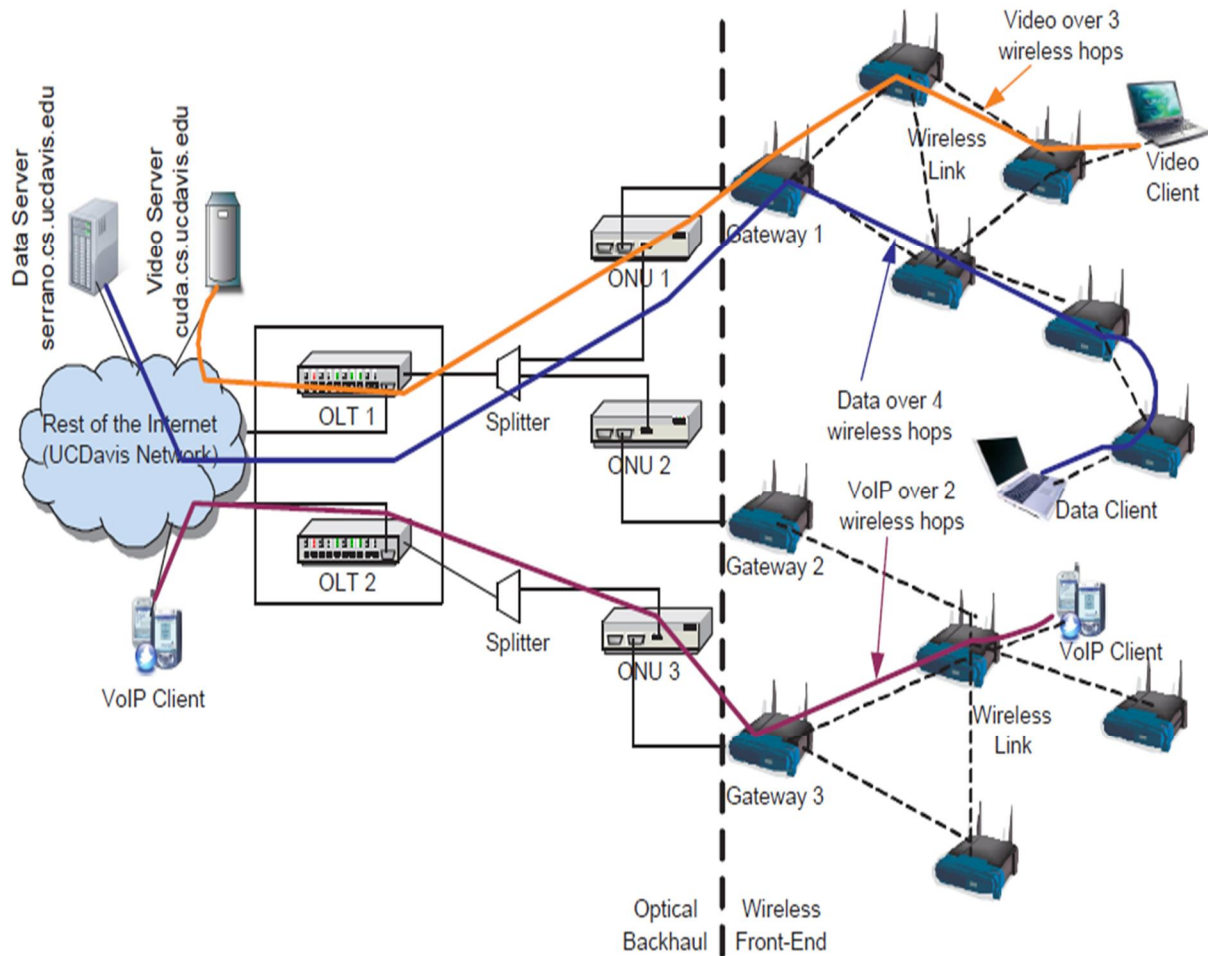 Data Server
serrano.cs.ucdavis.edu
Video Server
cuda.cs.ucdavis.edu
Video over 3
wireless hops
Wireless
Link
Video
Client
Gateway 1
ONU 1
OLT 1
Splitter
Rest of the Internet
(UCDavis Network)
ONU 2
Data over 4
wireless hops
Data Client
VoIP over 2
wireless hops
Gateway 2
OLT 2
Splitter
ONU 3
VoIP Client
VoIP Client
Wireless
Link
Gateway 3
Optical
Backhaul
Wireless
Front-End